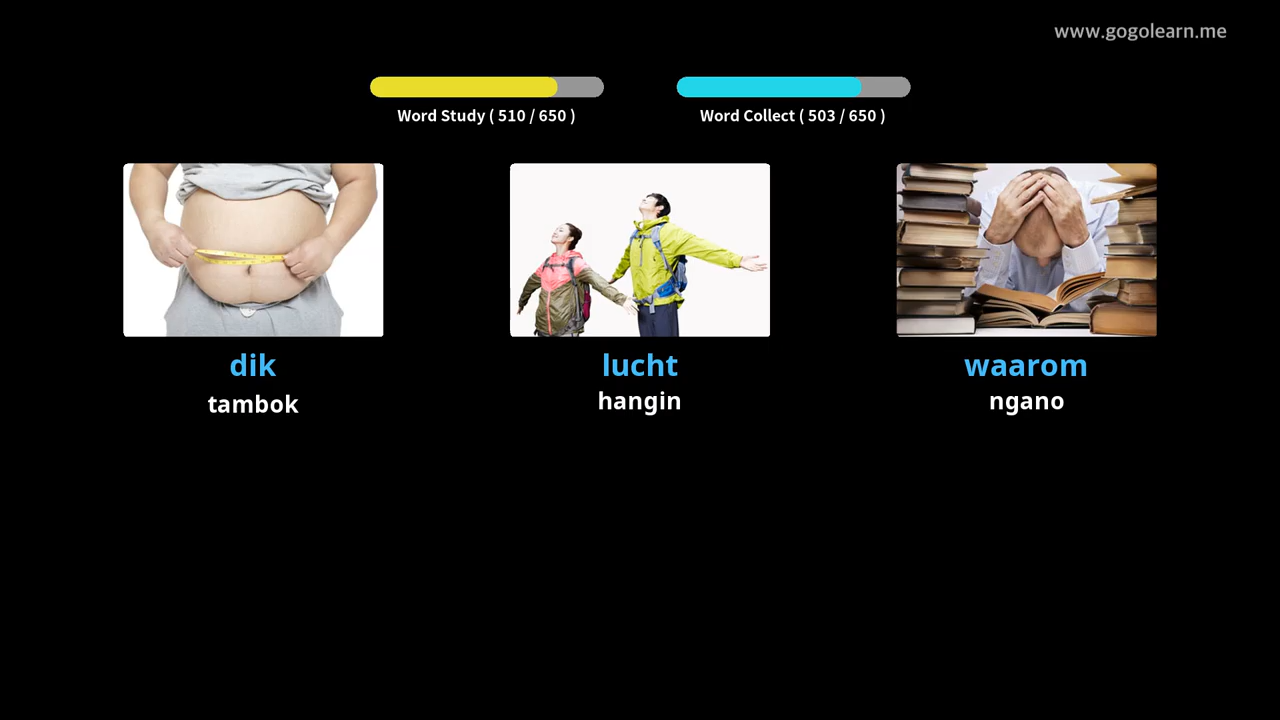 www.gogolearn.me
Word Study ( 510 / 650 )
Word Collect ( 503 / 650 )
dik
tambok
lucht
hangin
waarom
ngano